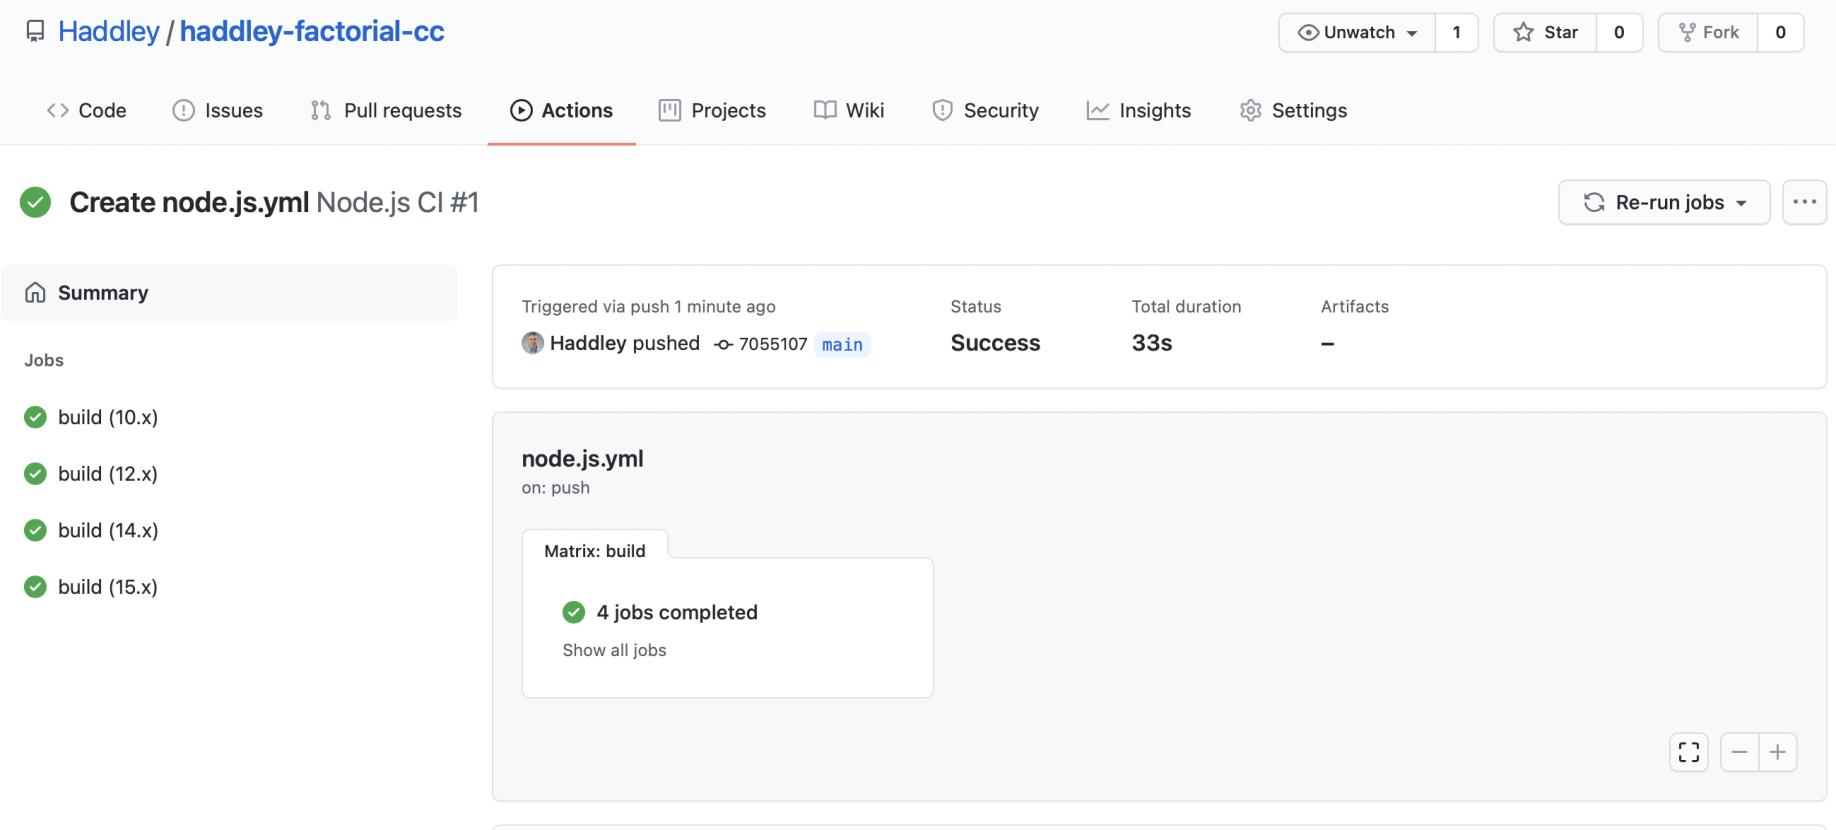 Haddley / haddley-factorial-cc
Unwatch 1 Star 0 Fork 0
Code Issues Pull requests Actions Projects Wiki Security Insights Settings
Create node.js.yml Node.js CI #1
Re-run jobs
Summary
Jobs
build (10.x)
build (12.x)
build (14.x)
build (15.x)
Triggered via push 1 minute ago
Haddley pushed 7055107 main
Status
Success
Total duration
33s
Artifacts
–
node.js.yml
on: push
Matrix: build
4 jobs completed
Show all jobs